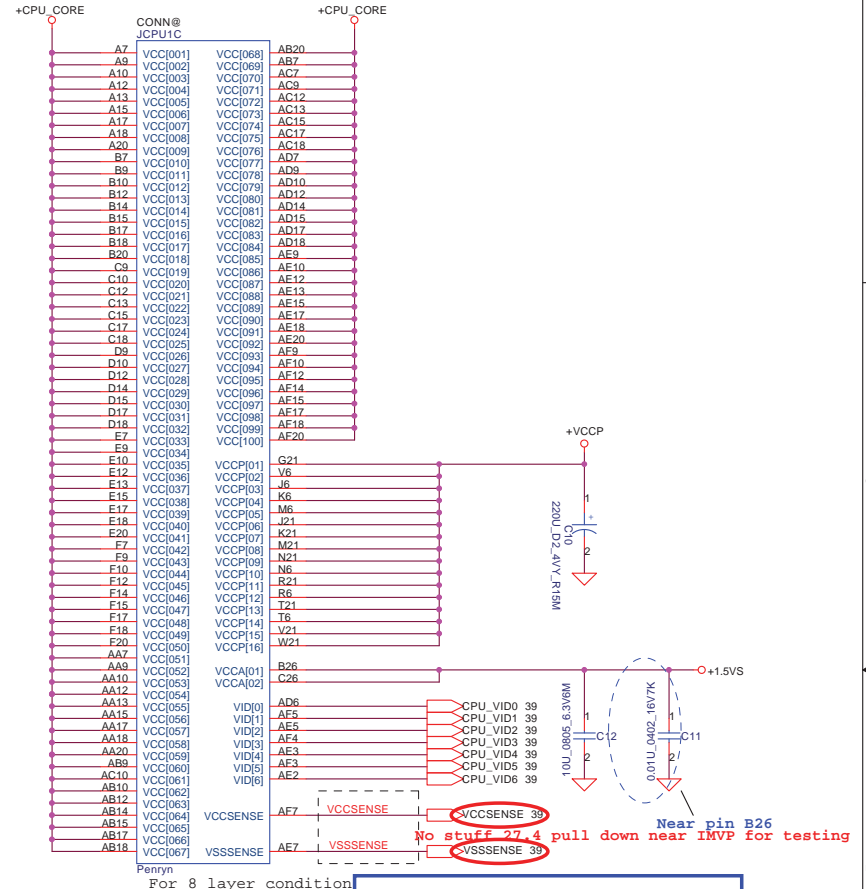 +CPU_CORE +CPU_CORE
CONN@
JCPU1C
A7 VCC[001] VCC[068] AB20
A9 VCC[002] VCC[069] AB7
A10 VCC[003] VCC[070] AC7
A12 VCC[004] VCC[071] AC9
A13 VCC[005] VCC[072] AC12
A15 VCC[006] VCC[073] AC13
A17 VCC[007] VCC[074] AC15
A18 VCC[008] VCC[075] AC17
A20 VCC[009] VCC[076] AC18
B7 VCC[010] VCC[077] AD7
B9 VCC[011] VCC[078] AD9
B10 VCC[012] VCC[079] AD10
B12 VCC[013] VCC[080] AD12
B14 VCC[014] VCC[081] AD14
B15 VCC[015] VCC[082] AD15
B17 VCC[016] VCC[083] AD17
B18 VCC[017] VCC[084] AD18
B20 VCC[018] VCC[085] AE9
C9 VCC[019] VCC[086] AE10
C10 VCC[020] VCC[087] AE12
C12 VCC[021] VCC[088] AE13
C13 VCC[022] VCC[089] AE15
C15 VCC[023] VCC[090] AE17
C17 VCC[024] VCC[091] AE18
C18 VCC[025] VCC[092] AE20
D9 VCC[026] VCC[093] AF9
D10 VCC[027] VCC[094] AF10
D12 VCC[028] VCC[095] AF12
D14 VCC[029] VCC[096] AF14
D15 VCC[030] VCC[097] AF15
D17 VCC[031] VCC[098] AF17
D18 VCC[032] VCC[099] AF18
E7 VCC[033] VCC[100] AF20
E9 VCC[034]
E10 VCC[035] VCCP[01] G21
E12 VCC[036] VCCP[02] V6
E13 VCC[037] VCCP[03] J6
E15 VCC[038] VCCP[04] K6
E17 VCC[039] VCCP[05] M6
E18 VCC[040] VCCP[06] J21
E20 VCC[041] VCCP[07] K21
F7 VCC[042] VCCP[08] M21
F9 VCC[043] VCCP[09] N21
F10 VCC[044] VCCP[10] N6
F12 VCC[045] VCCP[11] R21
F14 VCC[046] VCCP[12] R6
F15 VCC[047] VCCP[13] T21
F17 VCC[048] VCCP[14] T6
F18 VCC[049] VCCP[15] V21
F20 VCC[050] VCCP[16] W21
AA7 VCC[051]
AA9 VCC[052] VCCA[01] B26
AA10 VCC[053] VCCA[02] C26
AA12 VCC[054]
AA13 VCC[055] VID[0] AD6 CPU_VID0 39
AA15 VCC[056] VID[1] AF5 CPU_VID1 39
AA17 VCC[057] VID[2] AE5 CPU_VID2 39
AA18 VCC[058] VID[3] AF4 CPU_VID3 39
AA20 VCC[059] VID[4] AE3 CPU_VID4 39
AB9 VCC[060] VID[5] AF3 CPU_VID5 39
AC10 VCC[061] VID[6] AE2 CPU_VID6 39
AB10 VCC[062]
AB12 VCC[063]
AB14 VCC[064] VCCSENSE AF7 VCCSENSE VCCSENSE 39
AB15 VCC[065]
AB17 VCC[066]
AB18 VCC[067] VSSSENSE AE7 VSSSENSE VSSSENSE 39
Penryn
For 8 layer condition
+VCCP
1
+
C10
220U_D2_4VY_R15M
2
+1.5VS
10U_0805_6.3V6M
1
C12
2
0.01U_0402_16V7K
1
C11
2
Near pin B26
No stuff 27,4 pull down near IMVP for testing